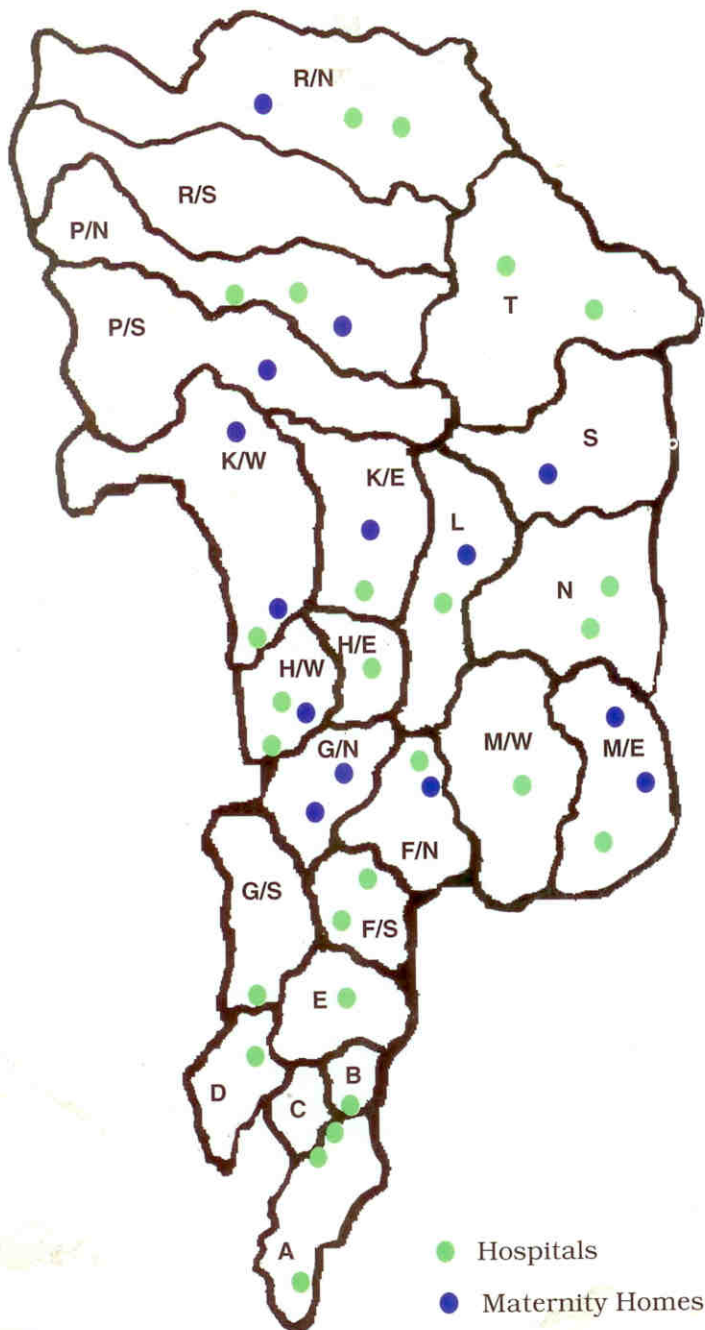 R/N
R/S
P/N
P/S
T
S
K/W
K/E
L
N
H/E
H/W
G/N
M/W
M/E
F/N
G/S
F/S
E
B
D
C
A
Hospitals
Maternity Homes